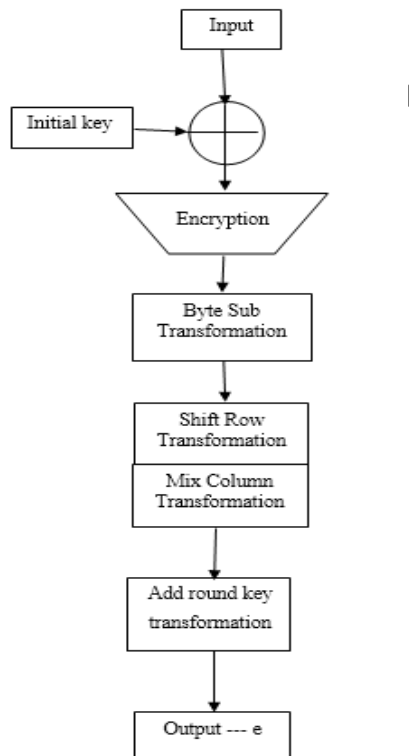 Input
Initial key
Encryption
Byte Sub
Transformation
Shift Row
Transformation
Mix Column
Transformation
Add round key
transformation
Output --- e